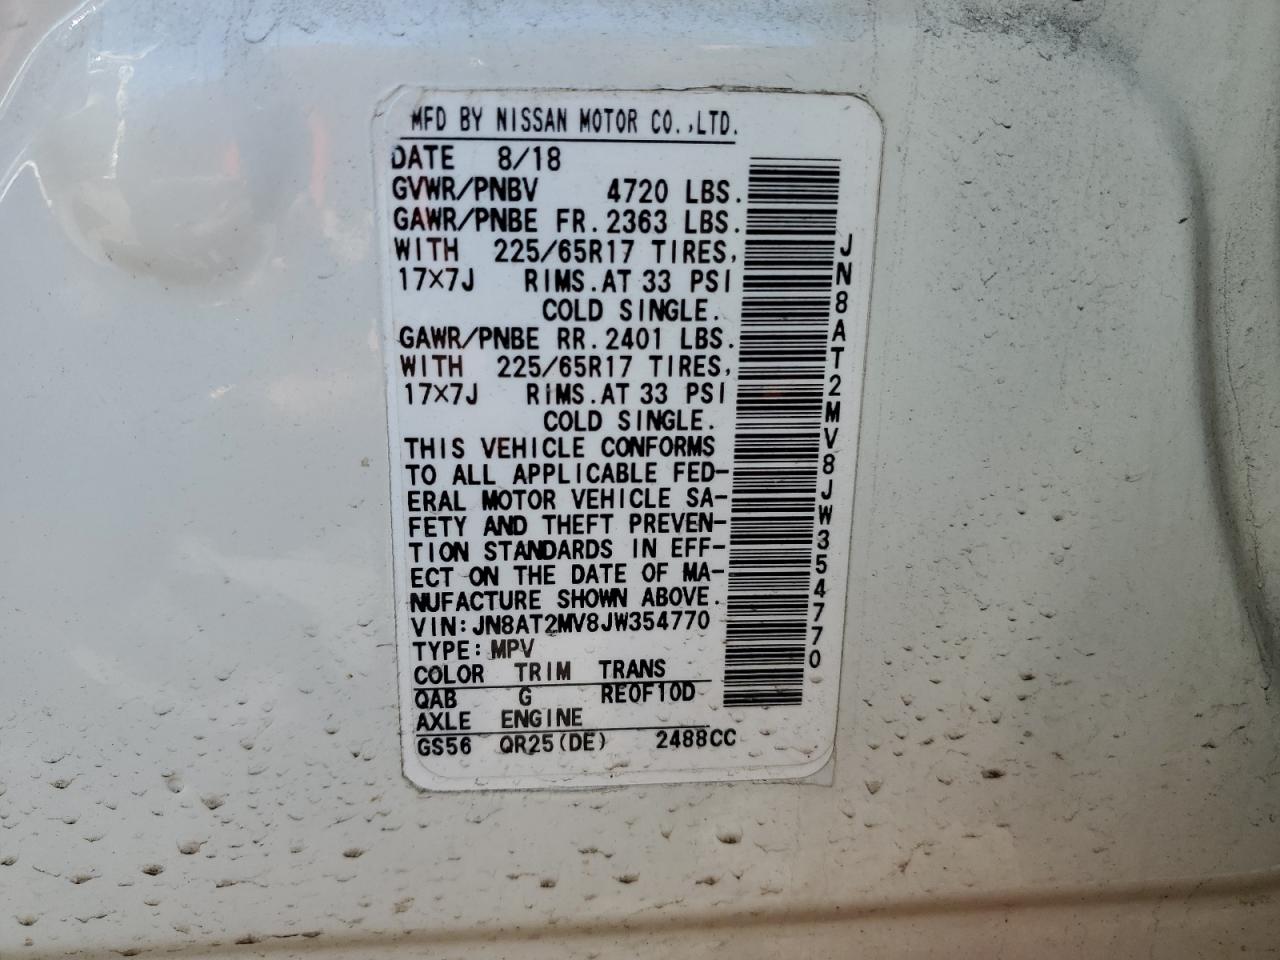 MFD BY NISSAN MOTOR CO.,LTD.
DATE 8/18
GVWR/PNBV 4720 LBS.
GAWR/PNBE FR. 2363 LBS.
WITH 225/65R17 TIRES,
17×7J RIMS. AT 33 PSI
COLD SINGLE.
GAWR/PNBE RR. 2401 LBS.
WITH 225/65R17 TIRES,
17×7J RIMS. AT 33 PSI
COLD SINGLE.
THIS VEHICLE CONFORMS
TO ALL APPLICABLE FED-
ERAL MOTOR VEHICLE SA-
FETY AND THEFT PREVEN-
TION STANDARDS IN EFF-
ECT ON THE DATE OF MA-
NUFACTURE SHOWN ABOVE.
VIN:JN8AT2MV8JW354770
TYPE:MPV
COLOR TRIM TRANS
QAB G RE0F10D
AXLE ENGINE
GS56 QR25(DE) 2488CC
JN8AT2MV8JW354770